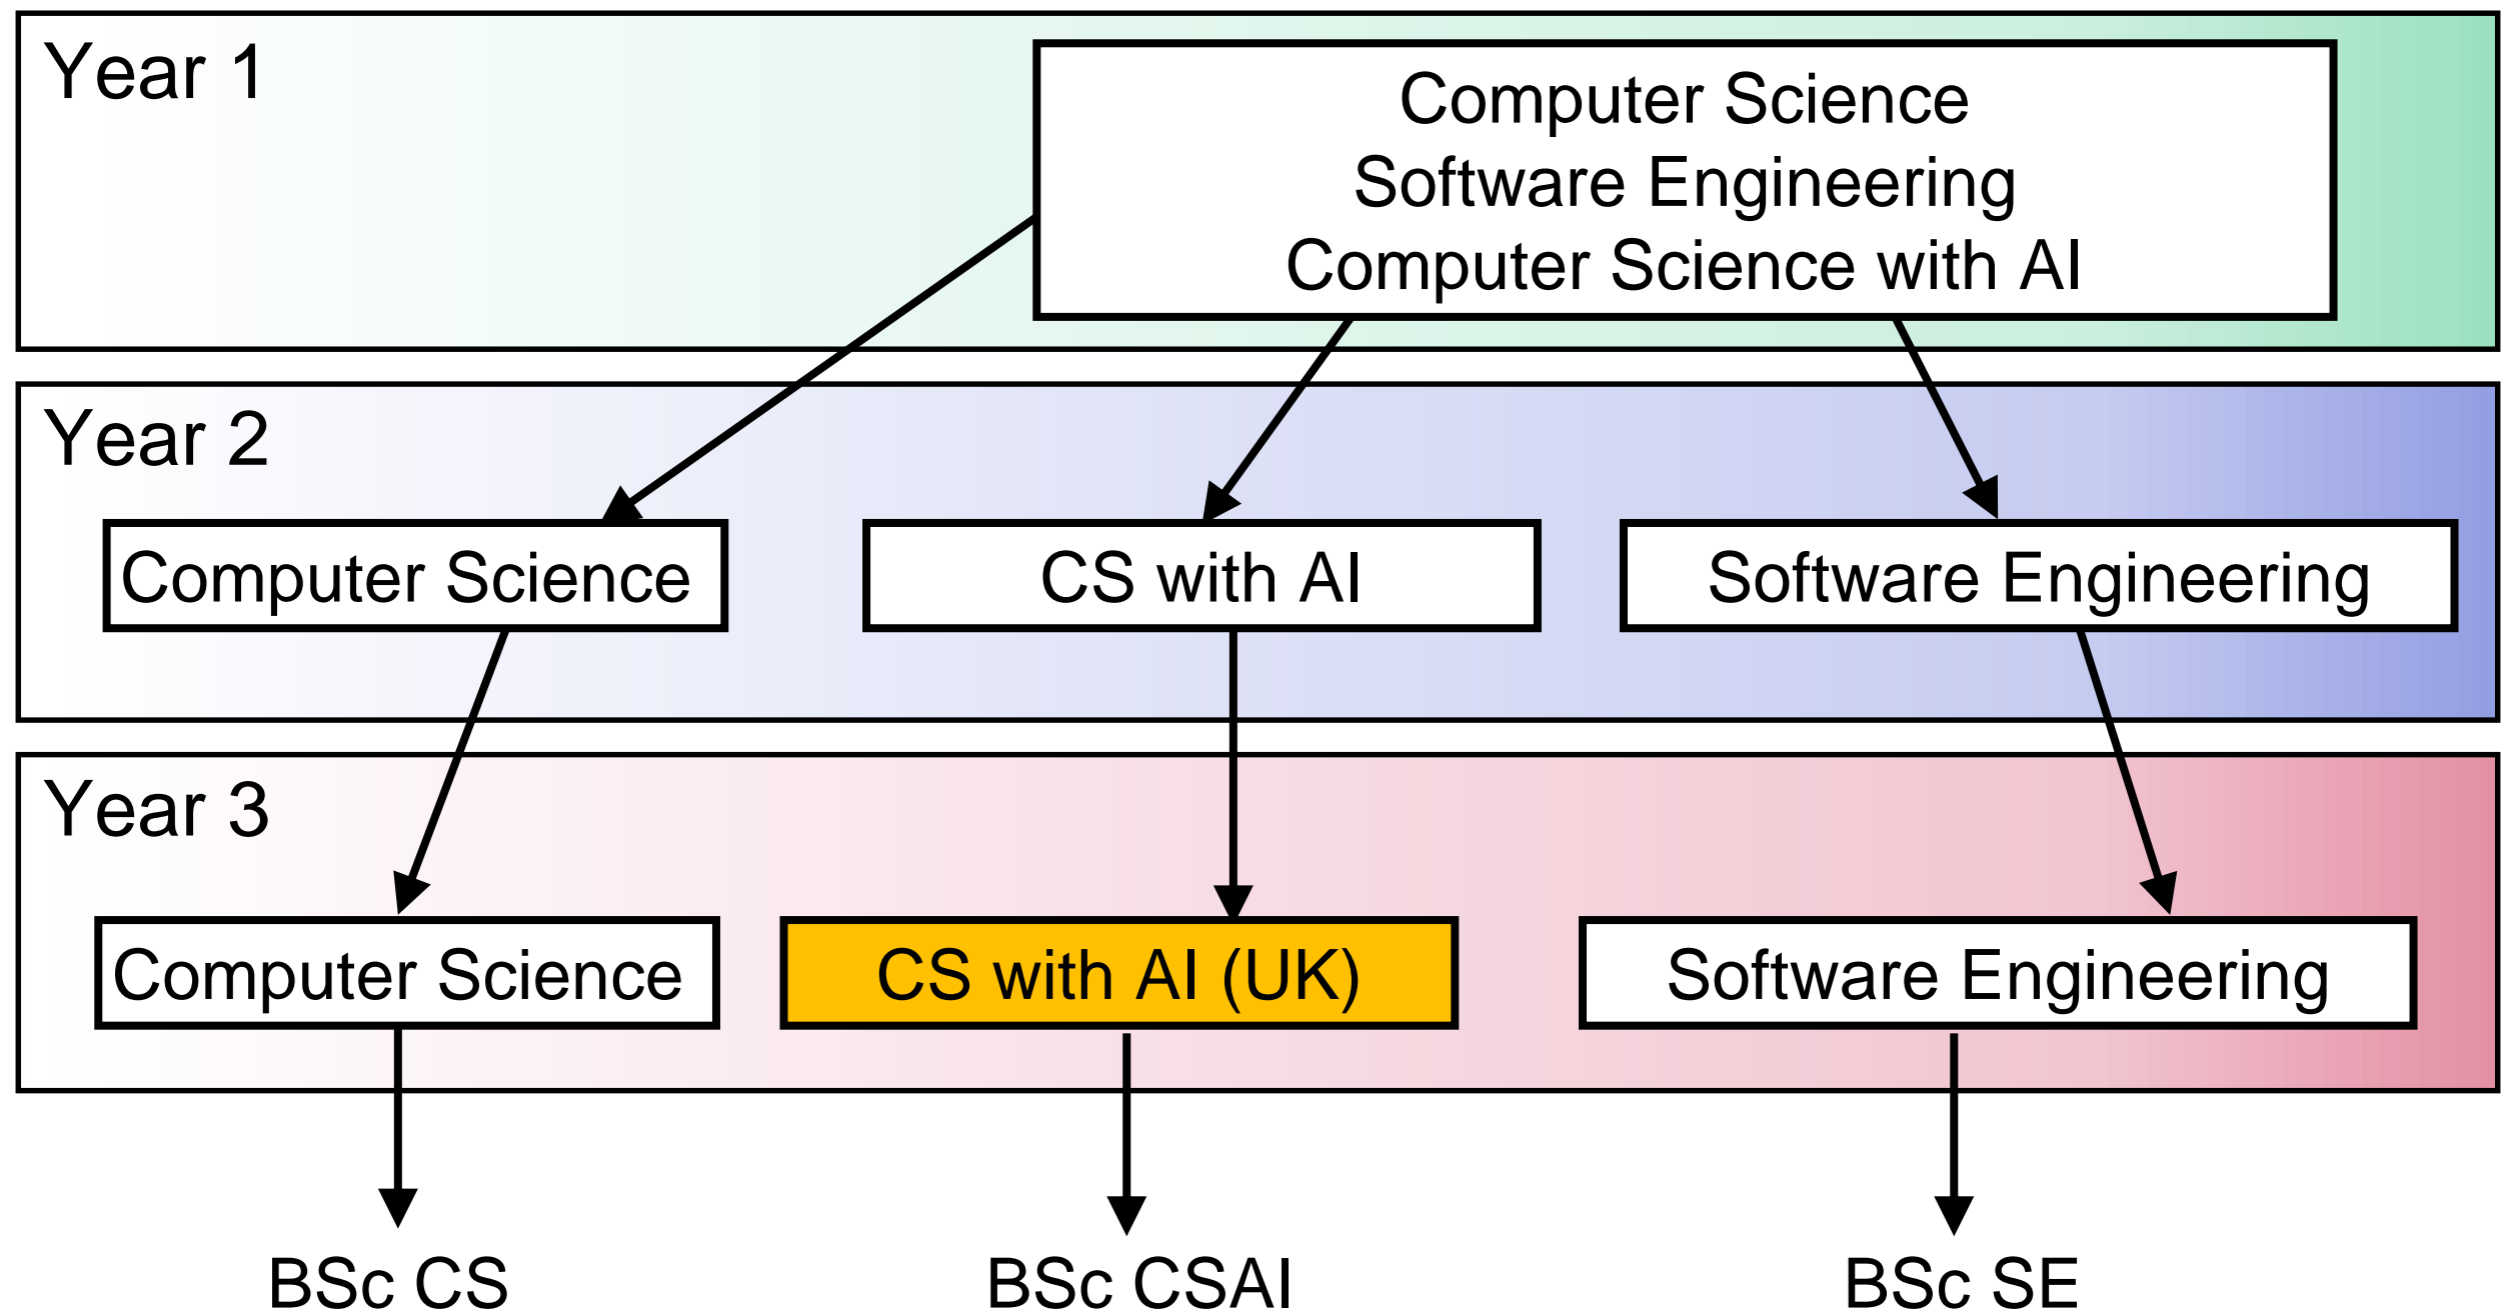 Year 1
Computer Science
Software Engineering
Computer Science with AI
Year 2
Computer Science
CS with AI
Software Engineering
Year 3
Computer Science
CS with AI (UK)
Software Engineering
BSc CS
BSc CSAI
BSc SE